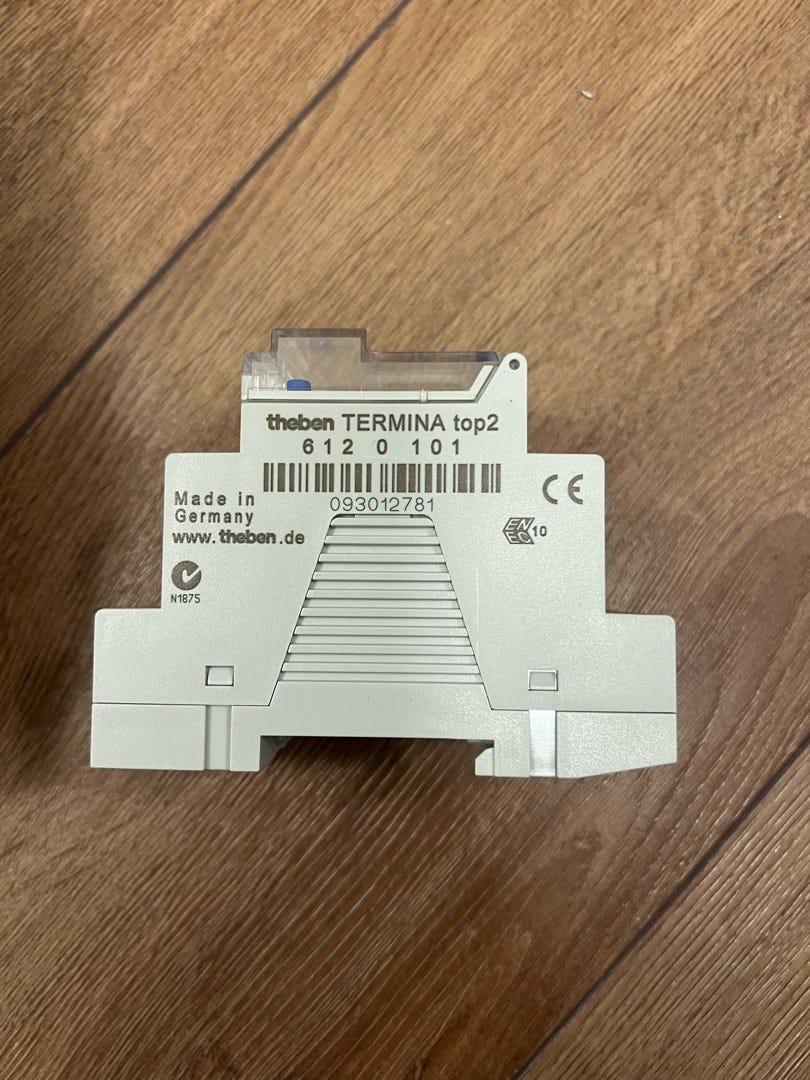 theben TERMINA top2
612 0 101
093012781
Made in
Germany
www.theben.de
N1875
CE
EN
EC 10